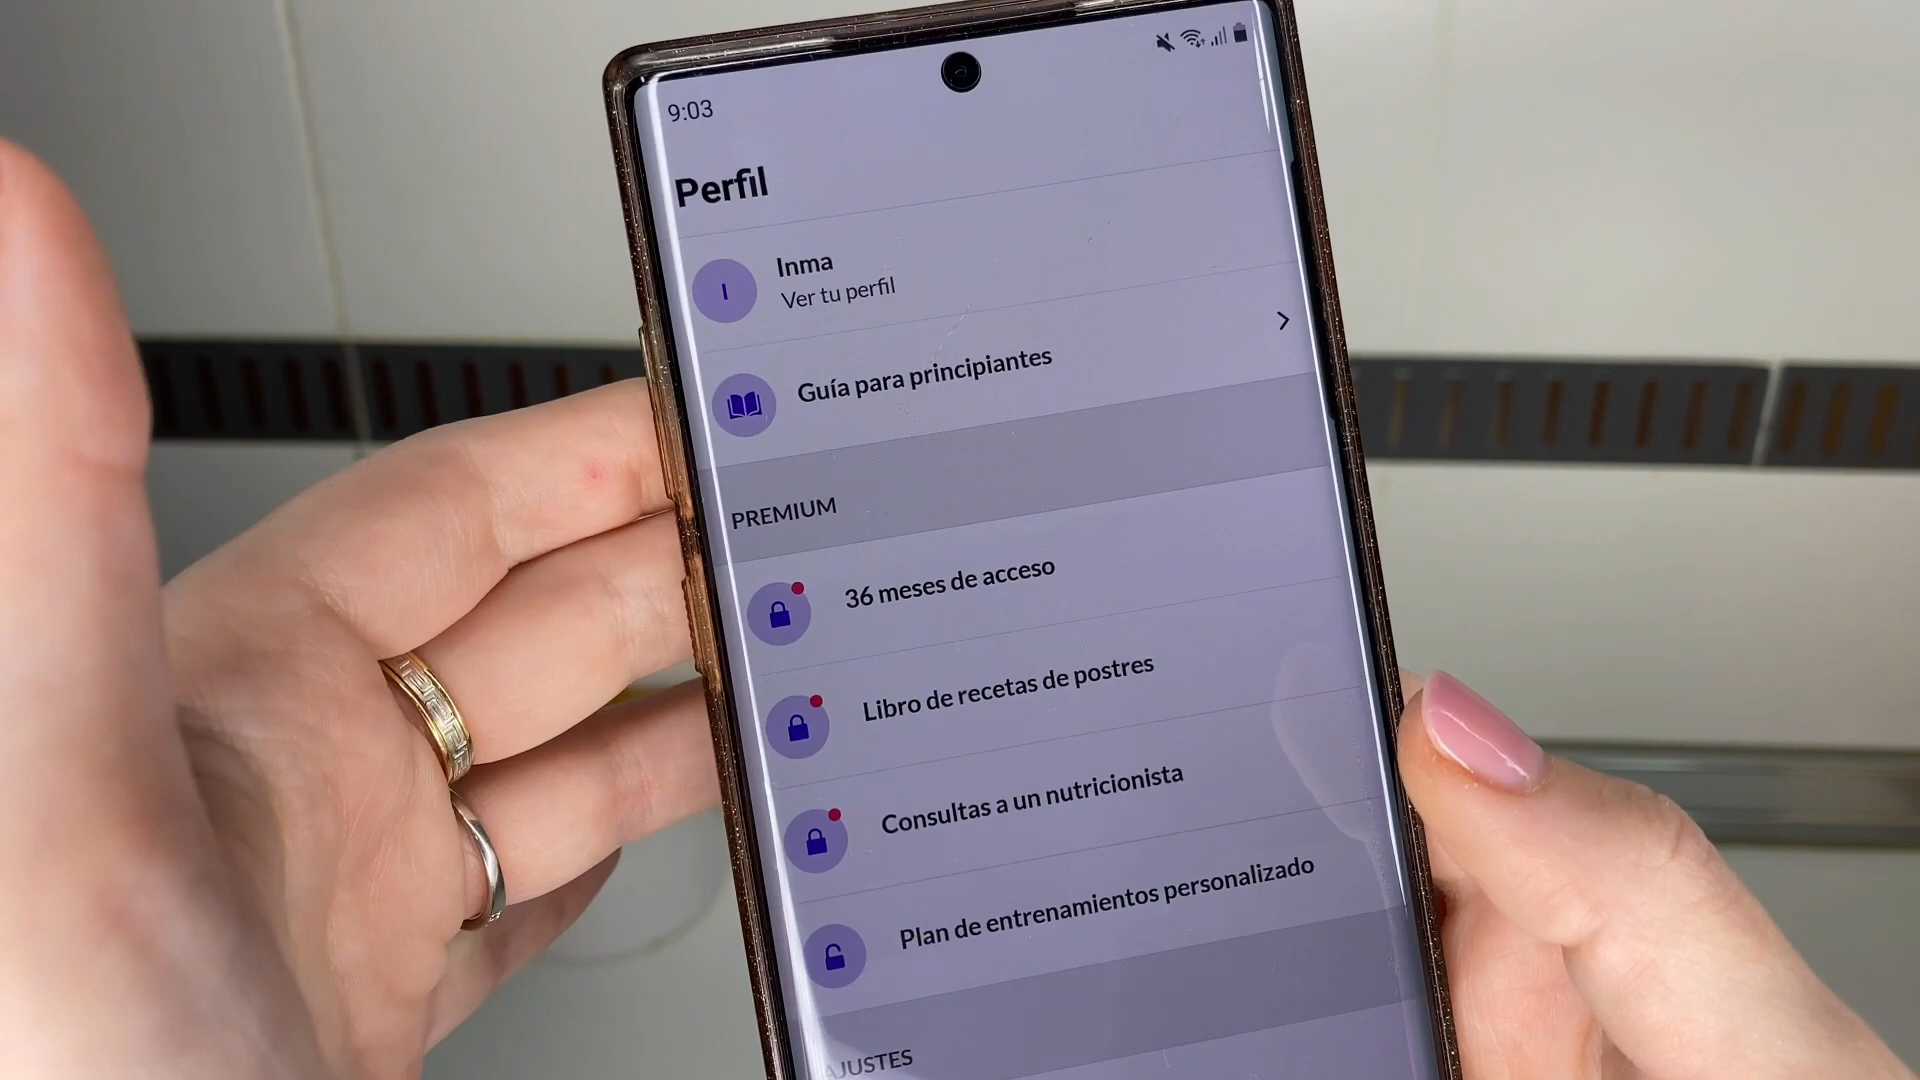 9:03
Perfil
I
Inma
Ver tu perfil
Guía para principiantes
PREMIUM
36 meses de acceso
Libro de recetas de postres
Consultas a un nutricionista
Plan de entrenamientos personalizado
AJUSTES